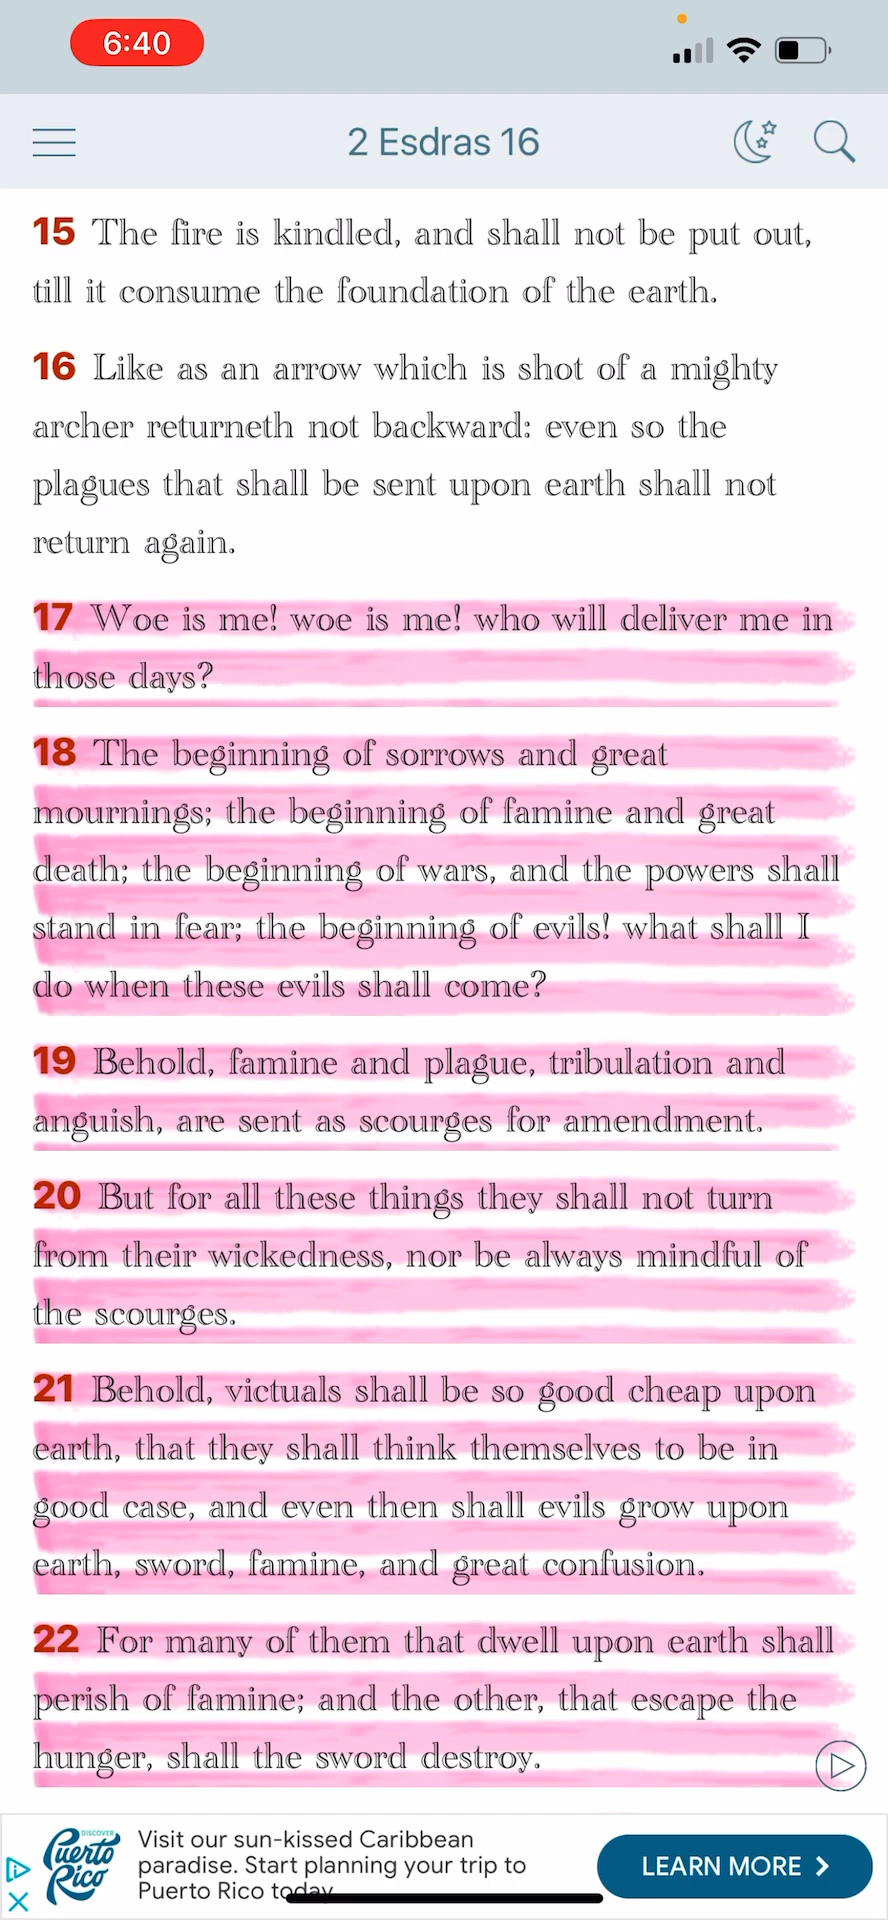 6:40
2 Esdras 16
15 The fire is kindled, and shall not be put out,
till it consume the foundation of the earth.
16 Like as an arrow which is shot of a mighty
archer returneth not backward: even so the
plagues that shall be sent upon earth shall not
return again.
17 Woe is me! woe is me! who will deliver me in
those days?
18 The beginning of sorrows and great
mournings; the beginning of famine and great
death; the beginning of wars, and the powers shall
stand in fear; the beginning of evils! what shall I
do when these evils shall come?
19 Behold, famine and plague, tribulation and
anguish, are sent as scourges for amendment.
20 But for all these things they shall not turn
from their wickedness, nor be always mindful of
the scourges.
21 Behold, victuals shall be so good cheap upon
earth, that they shall think themselves to be in
good case, and even then shall evils grow upon
earth, sword, famine, and great confusion.
22 For many of them that dwell upon earth shall
perish of famine; and the other, that escape the
hunger, shall the sword destroy.
DISCOVER
Puerto
Rico
Visit our sun-kissed Caribbean
paradise. Start planning your trip to
Puerto Rico today
LEARN MORE